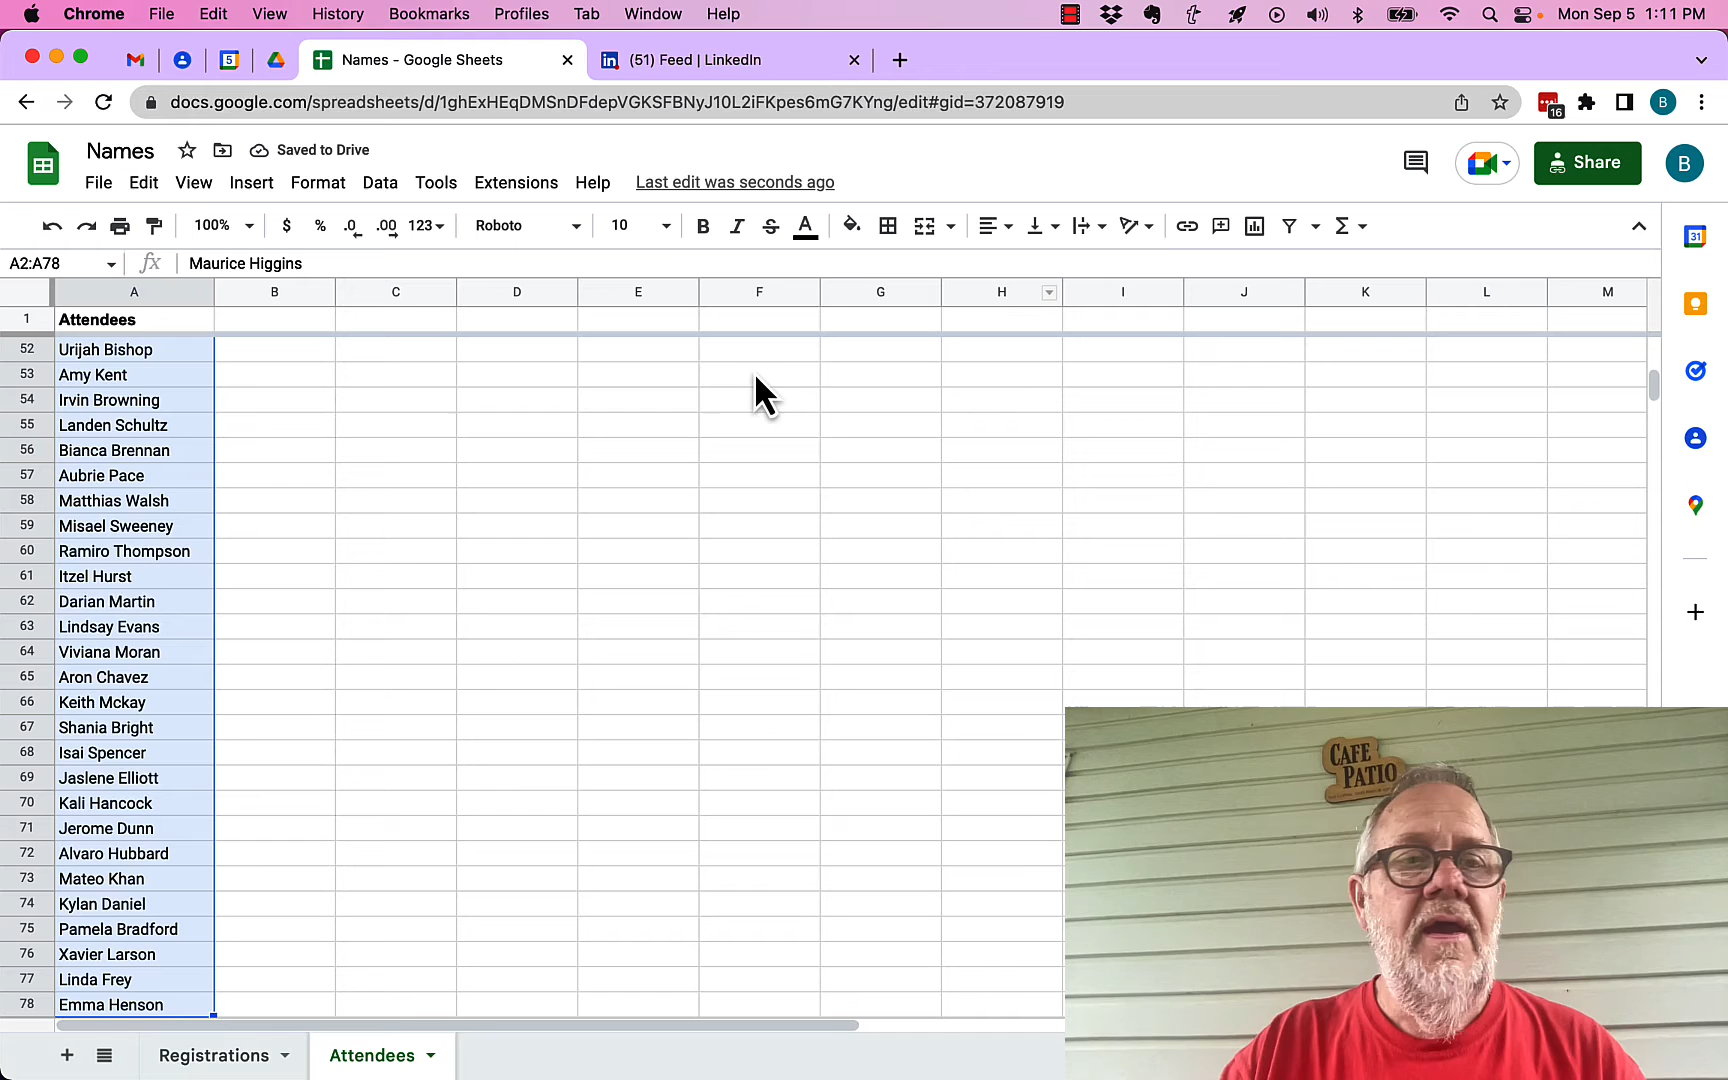 Chrome File Edit View History Bookmarks Profiles Tab Window Help Mon Sep 5 1:11 PM
5 Names - Google Sheets (51) Feed | LinkedIn
docs.google.com/spreadsheets/d/1ghExHEqDMSnDFdepVGKSFBNyJ10L2iFKpes6mG7KYng/edit#gid=372087919 16 B
Names Saved to Drive Share B
File Edit View Insert Format Data Tools Extensions Help Last edit was seconds ago
100% $ % .0 .00 123 Roboto 10 B I S A
31
A2:A78 fx Maurice Higgins
A B C D E F G H I J K L M
1 Attendees
52 Urijah Bishop
53 Amy Kent
54 Irvin Browning
55 Landen Schultz
56 Bianca Brennan
57 Aubrie Pace
58 Matthias Walsh
59 Misael Sweeney
60 Ramiro Thompson
61 Itzel Hurst
62 Darian Martin
63 Lindsay Evans
64 Viviana Moran
65 Aron Chavez
66 Keith Mckay
67 Shania Bright
68 Isai Spencer
69 Jaslene Elliott
70 Kali Hancock
71 Jerome Dunn
72 Alvaro Hubbard
73 Mateo Khan
74 Kylan Daniel
75 Pamela Bradford
76 Xavier Larson
77 Linda Frey
78 Emma Henson
CAFE
PATIO
Registrations Attendees